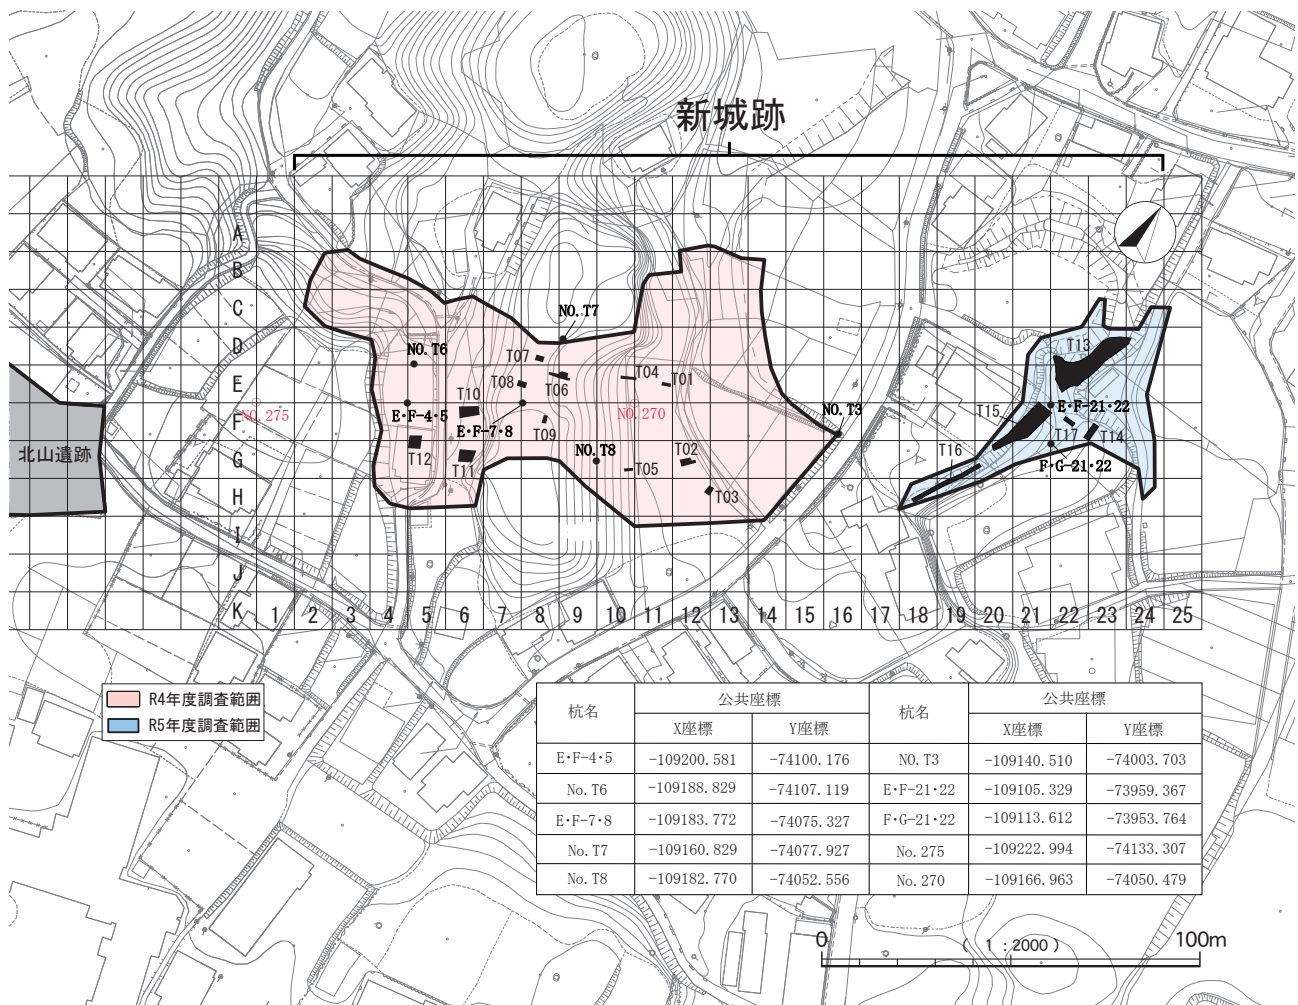 新城跡
A
B
C
D
E
F
G
H
I
J
K
1 2 3 4 5 6 7 8 9 10 11 12 13 14 15 16 17 18 19 20 21 22 23 24 25
NO. T7
NO. T6
T07
T08
T06
T04
T01
T10
E・F-4・5
E・F-7・8
T09
NO. 270
NO. 275
NO. T3
T12
T11
NO. T8
T05
T02
T03
北山遺跡
T13
T15
E・F-21・22
T17
T14
T16
F・G-21・22
R4年度調査範囲
R5年度調査範囲
杭名 公共座標 杭名 公共座標
X座標 Y座標 X座標 Y座標
E・F-4・5 -109200.581 -74100.176 NO. T3 -109140.510 -74003.703
No. T6 -109188.829 -74107.119 E・F-21・22 -109105.329 -73959.367
E・F-7・8 -109183.772 -74075.327 F・G-21・22 -109113.612 -73953.764
No. T7 -109160.829 -74077.927 No. 275 -109222.994 -74133.307
No. T8 -109182.770 -74052.556 No. 270 -109166.963 -74050.479
0 ( 1 : 2000 ) 100m